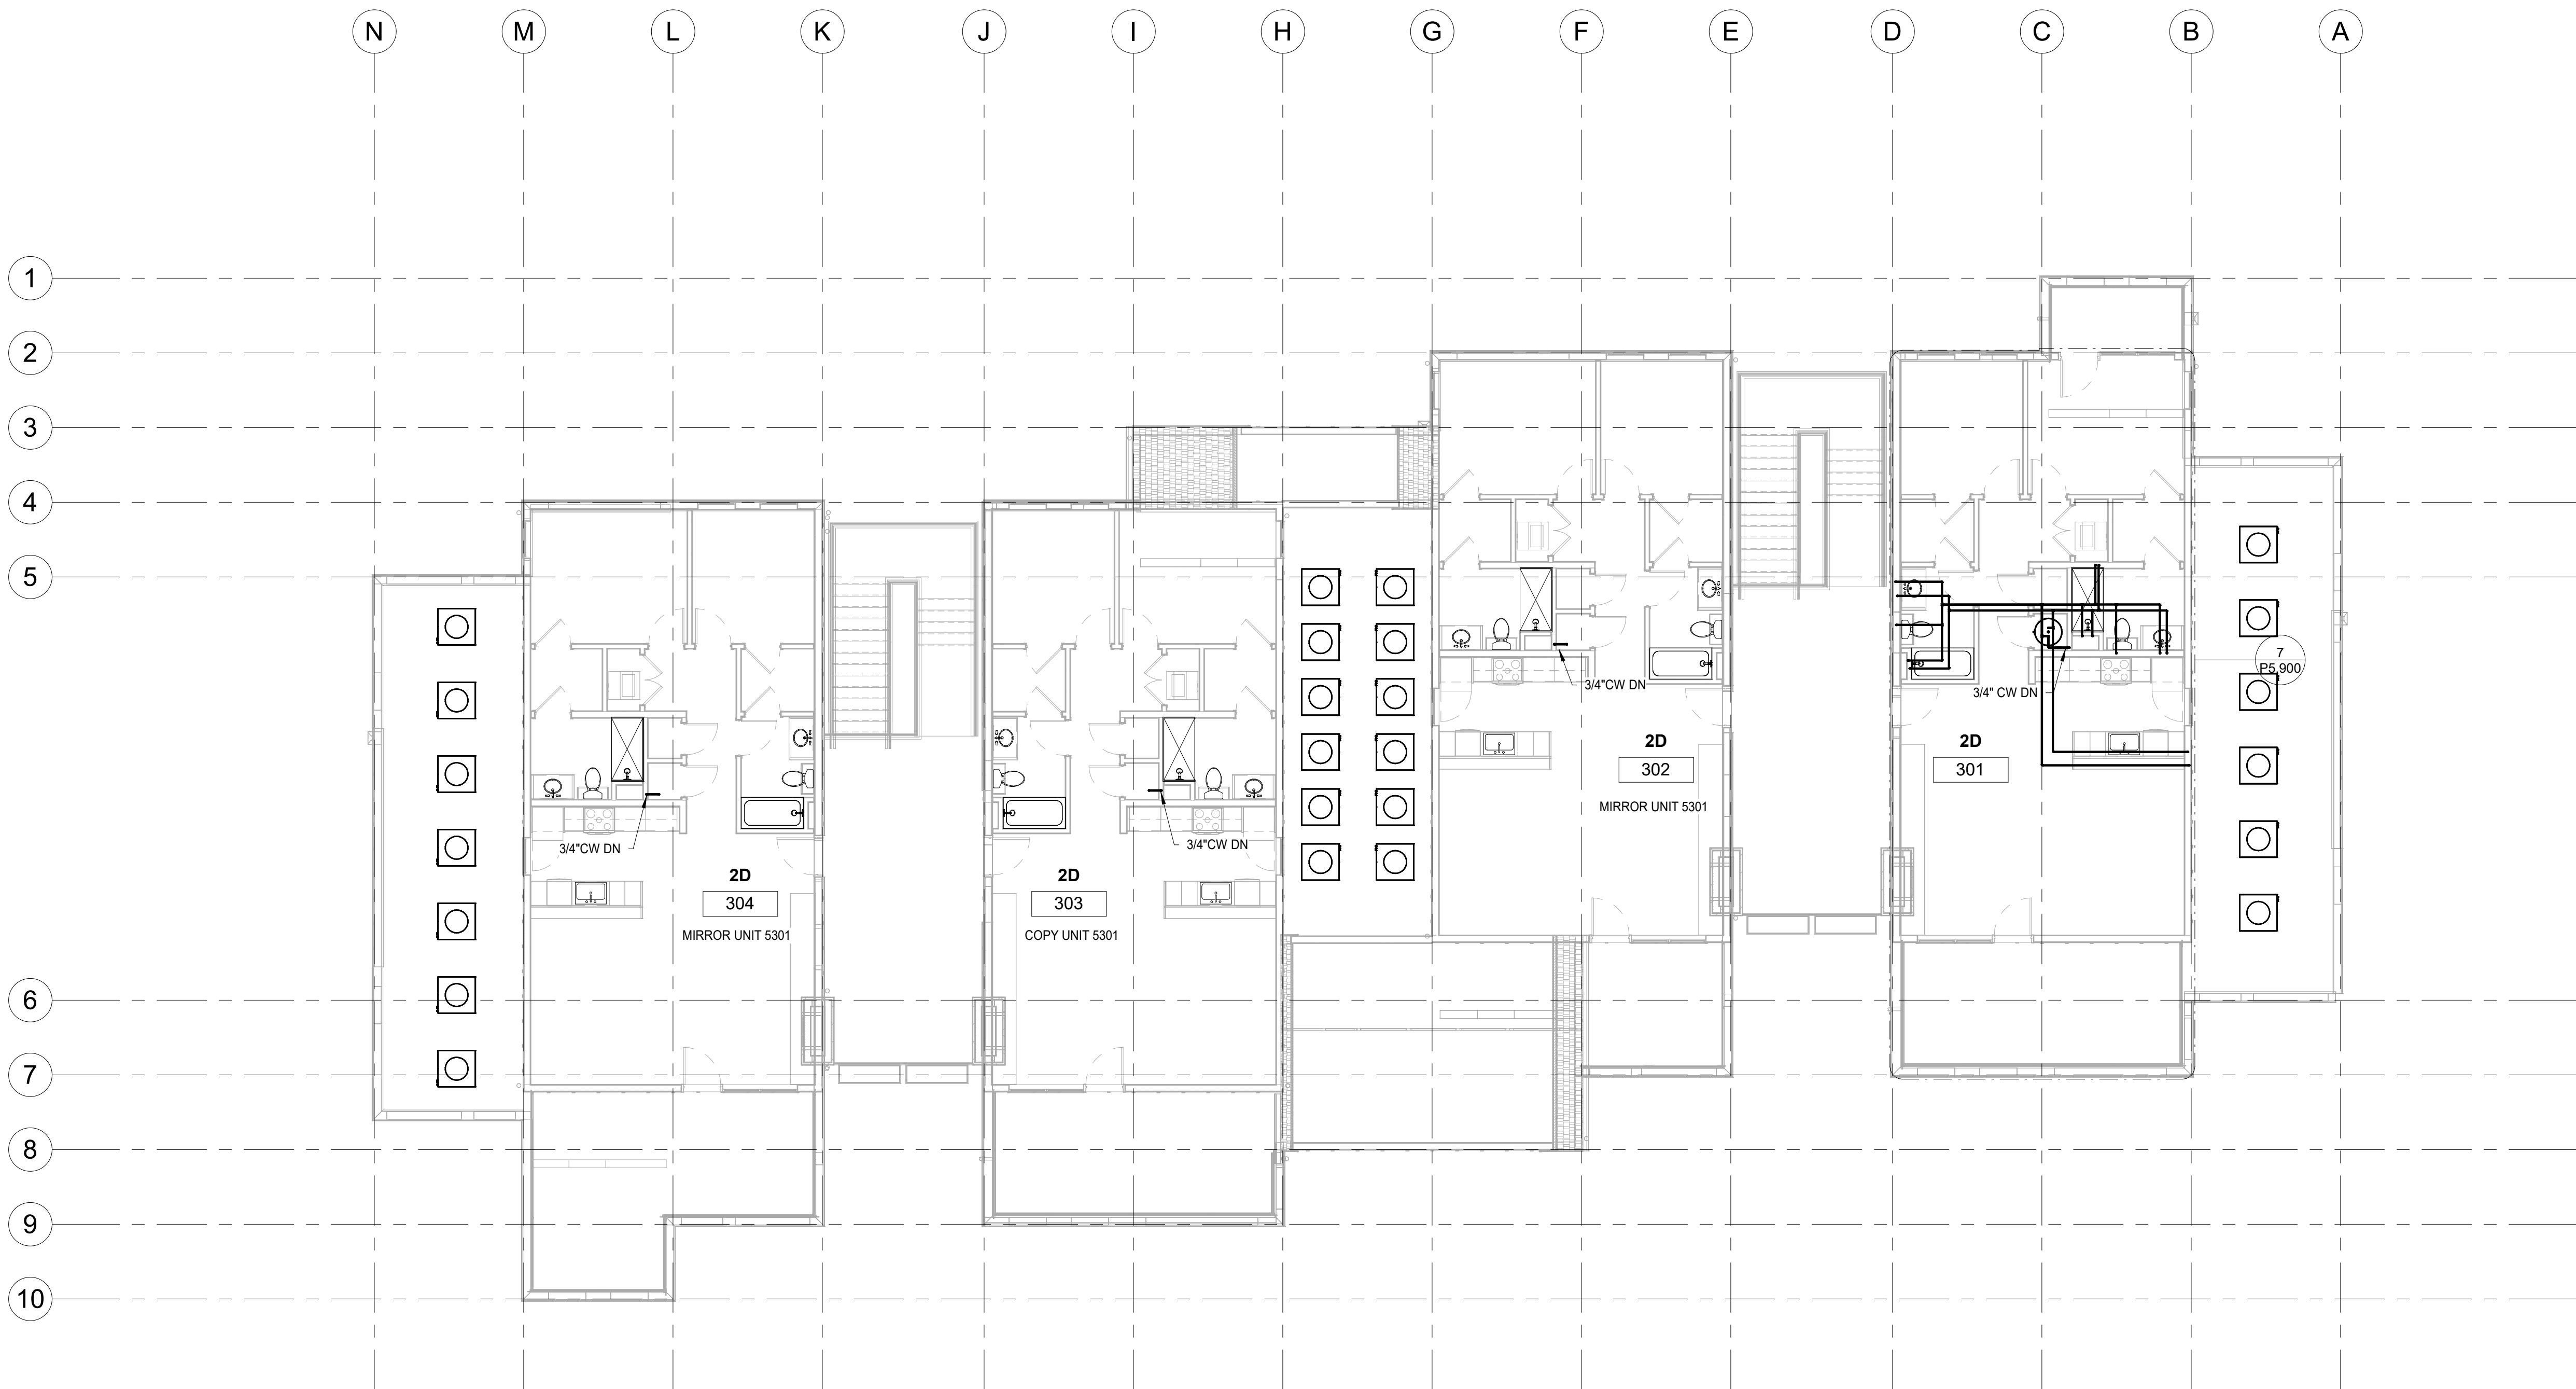 N M L K J I H G F E D C B A
1
2
3
4
5
6
7
8
9
10
7
P5.900
3/4"CW DN
3/4" CW DN
2D
302
MIRROR UNIT 5301
2D
301
3/4"CW DN
3/4"CW DN
2D
304
MIRROR UNIT 5301
2D
303
COPY UNIT 5301